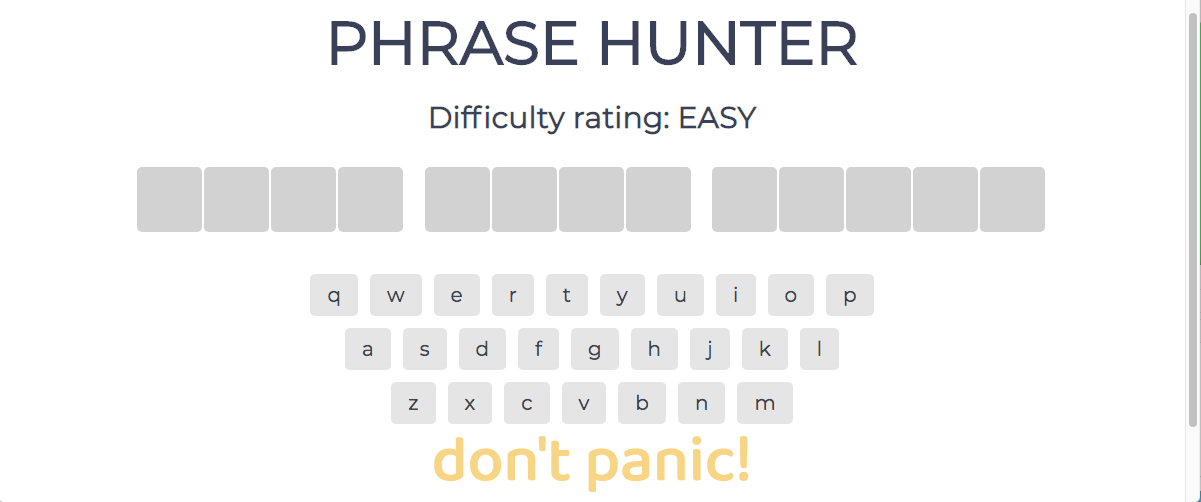 PHRASE HUNTER
Difficulty rating: EASY
q w e r t y u i o p
a s d f g h j k l
z x c v b n m
don't panic!